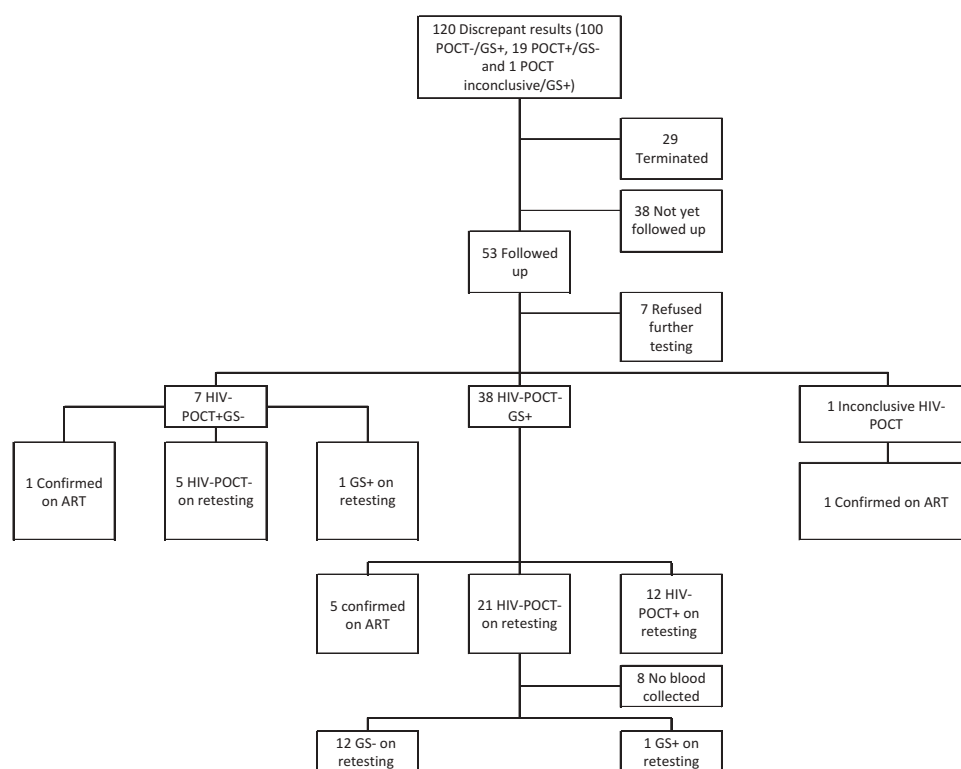 120 Discrepant results (100
POCT-/GS+, 19 POCT+/GS-
and 1 POCT
inconclusive/GS+)
29
Terminated
38 Not yet
followed up
53 Followed
up
7 Refused
further
testing
7 HIV-
POCT+GS-
38 HIV-POCT-
GS+
1 Inconclusive HIV-
POCT
1 Confirmed
on ART
5 HIV-POCT-
on retesting
1 GS+ on
retesting
1 Confirmed on ART
5 confirmed
on ART
21 HIV-POCT-
on retesting
12 HIV-
POCT+ on
retesting
8 No blood
collected
12 GS- on
retesting
1 GS+ on
retesting